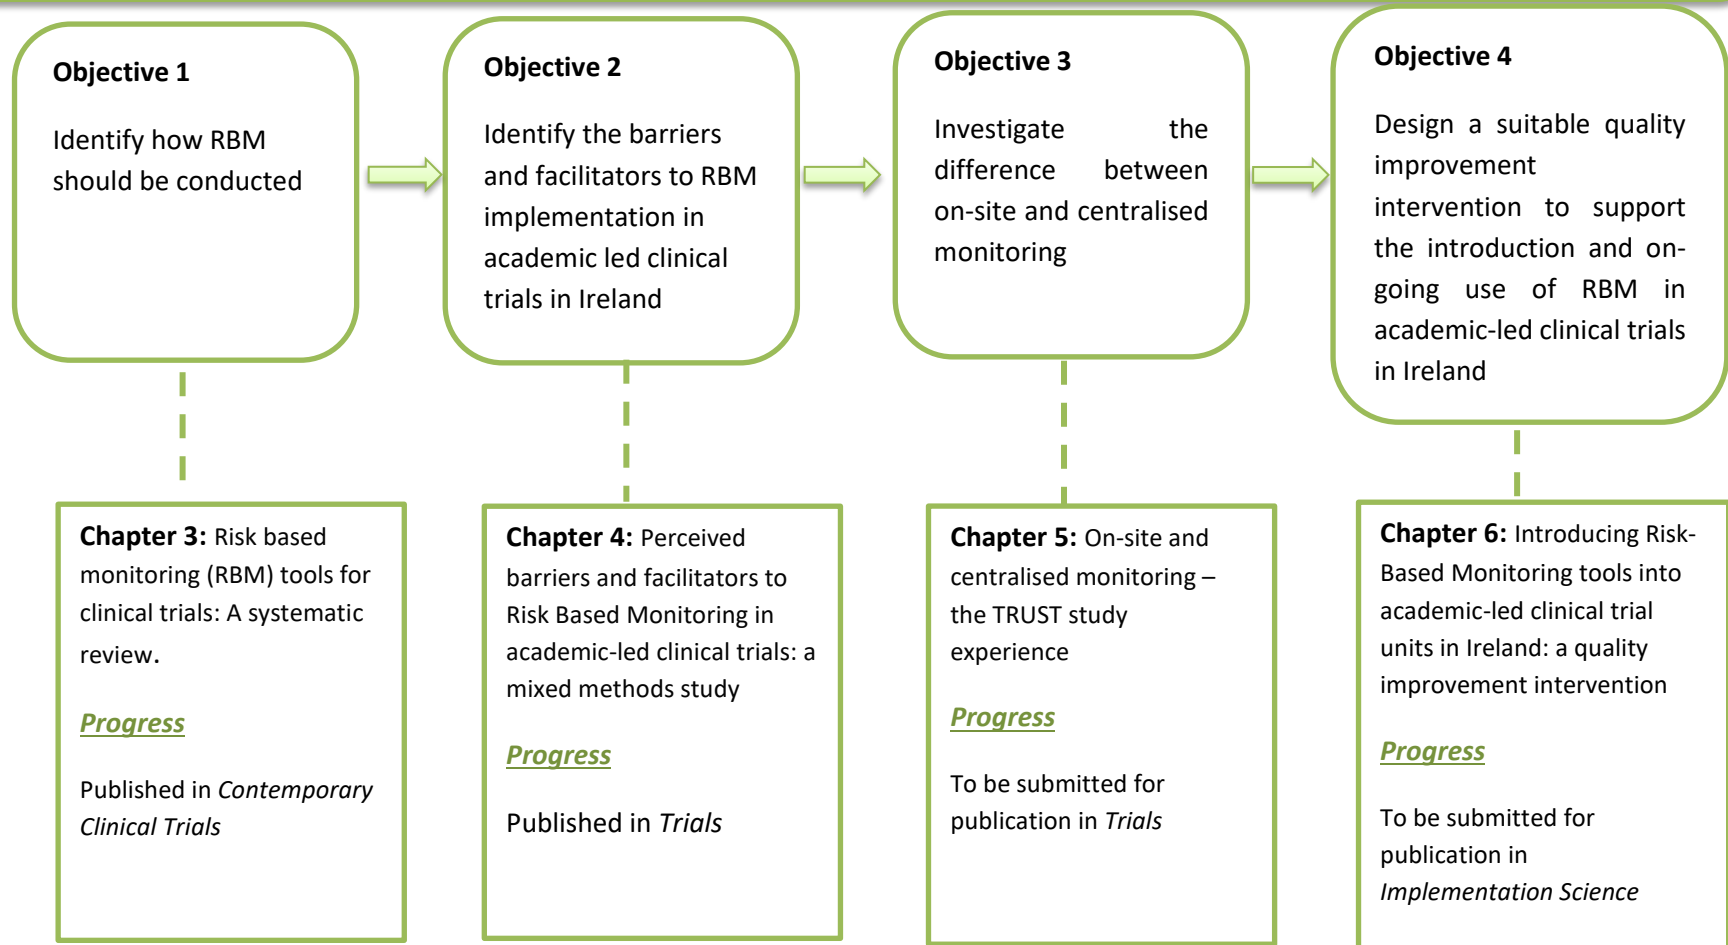 Objective 1
Identify how RBM
should be conducted
Objective 2
Identify the barriers
and facilitators to RBM
implementation in
academic led clinical
trials in Ireland
Objective 3
Investigate the
difference between
on-site and centralised
monitoring
Objective 4
Design a suitable quality
improvement
intervention to support
the introduction and on-
going use of RBM in
academic-led clinical trials
in Ireland
Chapter 3: Risk based
monitoring (RBM) tools for
clinical trials: A systematic
review.
Progress
Published in Contemporary
Clinical Trials
Chapter 4: Perceived
barriers and facilitators to
Risk Based Monitoring in
academic-led clinical trials: a
mixed methods study
Progress
Published in Trials
Chapter 5: On-site and
centralised monitoring –
the TRUST study
experience
Progress
To be submitted for
publication in Trials
Chapter 6: Introducing Risk-
Based Monitoring tools into
academic-led clinical trial
units in Ireland: a quality
improvement intervention
Progress
To be submitted for
publication in
Implementation Science